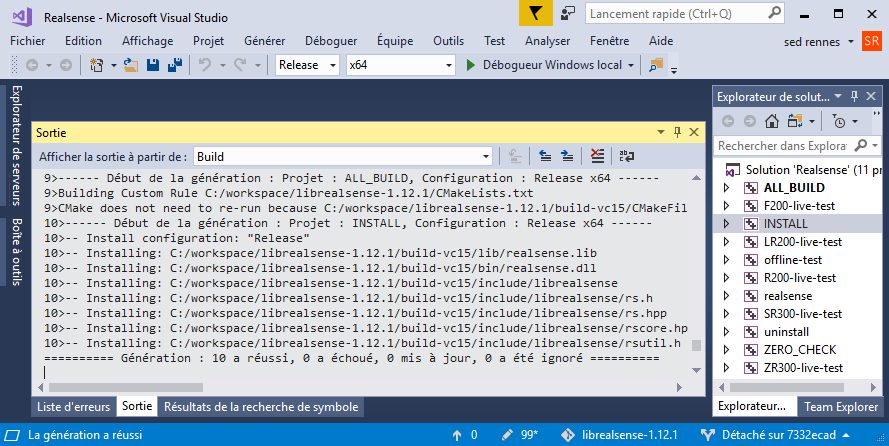 Realsense - Microsoft Visual Studio
Lancement rapide (Ctrl+Q)
Fichier Edition Affichage Projet Générer Déboguer Équipe Outils Test Analyser Fenêtre Aide sed rennes SR
Release x64 Débogueur Windows local
Explorateur de serveurs
Boîte à outils
Sortie
Afficher la sortie à partir de : Build
9>------ Début de la génération : Projet : ALL_BUILD, Configuration : Release x64 ------
9>Building Custom Rule C:/workspace/librealsense-1.12.1/CMakeLists.txt
9>CMake does not need to re-run because C:/workspace/librealsense-1.12.1/build-vc15/CMakeFil
10>------ Début de la génération : Projet : INSTALL, Configuration : Release x64 ------
10>-- Install configuration: "Release"
10>-- Installing: C:/workspace/librealsense-1.12.1/build-vc15/lib/realsense.lib
10>-- Installing: C:/workspace/librealsense-1.12.1/build-vc15/bin/realsense.dll
10>-- Installing: C:/workspace/librealsense-1.12.1/build-vc15/include/librealsense
10>-- Installing: C:/workspace/librealsense-1.12.1/build-vc15/include/librealsense/rs.h
10>-- Installing: C:/workspace/librealsense-1.12.1/build-vc15/include/librealsense/rs.hpp
10>-- Installing: C:/workspace/librealsense-1.12.1/build-vc15/include/librealsense/rscore.hp
10>-- Installing: C:/workspace/librealsense-1.12.1/build-vc15/include/librealsense/rsutil.h
========== Génération : 10 a réussi, 0 a échoué, 0 mis à jour, 0 a été ignoré ==========
Liste d'erreurs Sortie Résultats de la recherche de symbole
Explorateur de solut...
Rechercher dans Explorat
Solution 'Realsense' (11 pr
ALL_BUILD
F200-live-test
INSTALL
LR200-live-test
offline-test
R200-live-test
realsense
SR300-live-test
uninstall
ZERO_CHECK
ZR300-live-test
Explorateur... Team Explorer
La génération a réussi 0 99* librealsense-1.12.1 Détaché sur 7332ecad